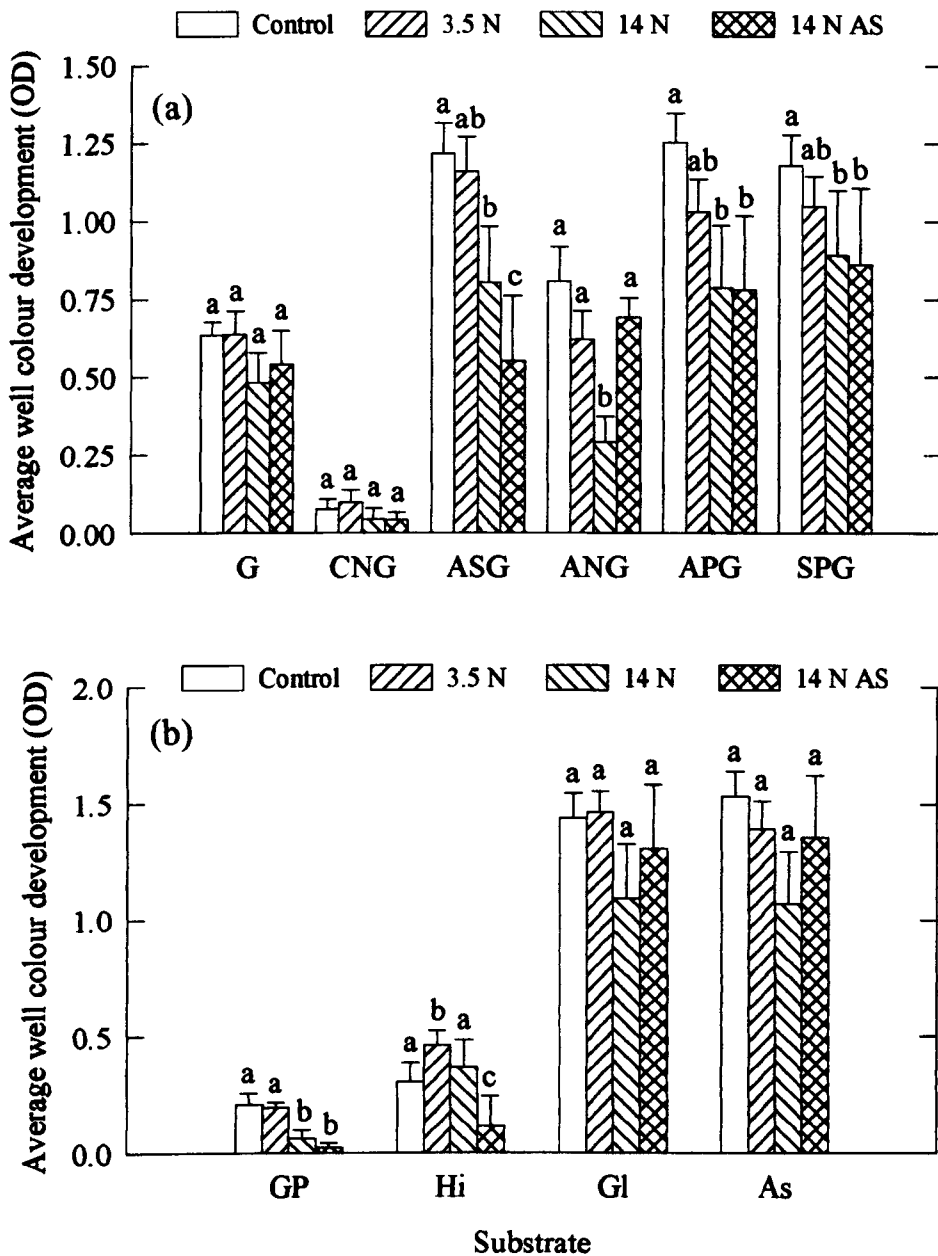 Control 3.5 N 14 N 14 N AS
Average well colour development (OD)
1.50
1.25
1.00
0.75
0.50
0.25
0.00
(a)
a a a a
a a a a
a ab b c
a a b a
a ab b b
a ab b b
G CNG ASG ANG APG SPG
Control 3.5 N 14 N 14 N AS
Average well colour development (OD)
2.0
1.5
1.0
0.5
0.0
(b)
a a b b
a b a c
a a a a
a a a a
GP Hi Gl As
Substrate